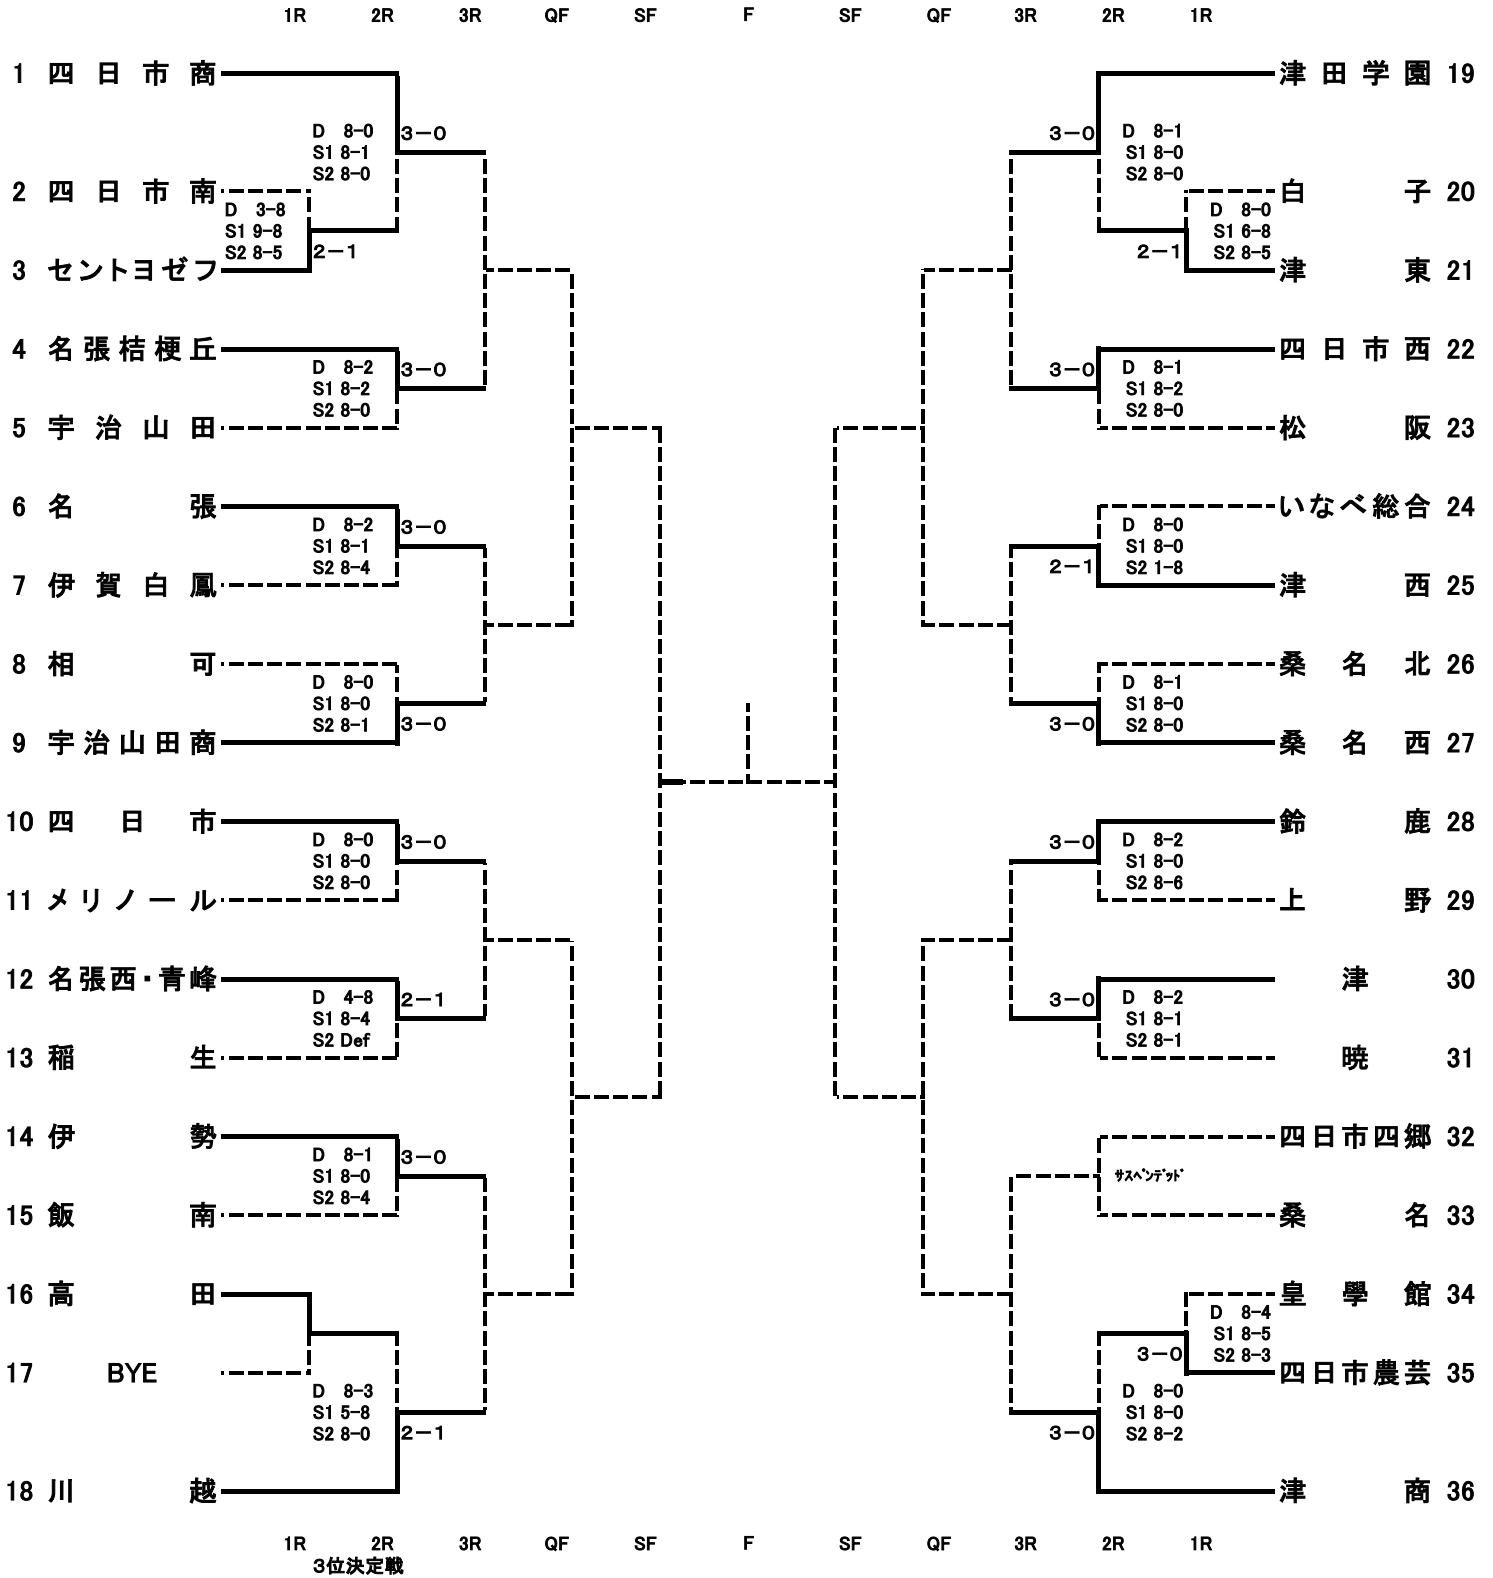 1R 2R 3R QF SF F SF QF 3R 2R 1R
1 四日市商 津田学園 19
D 8-0 3-0 3-0 D 8-1
S1 8-1 S1 8-0
S2 8-0 S2 8-0
2 四日市南 白子 20
D 3-8 D 8-0
S1 9-8 S1 6-8
S2 8-5 2-1 2-1 S2 8-5
3 セントヨゼフ 津東 21
4 名張桔梗丘 四日市西 22
D 8-2 3-0 3-0 D 8-1
S1 8-2 S1 8-2
S2 8-0 S2 8-0
5 宇治山田 松阪 23
6 名張 いなべ総合 24
D 8-2 3-0 D 8-0
S1 8-1 S1 8-0
S2 8-4 2-1 S2 1-8
7 伊賀白鳳 津西 25
8 相可 桑名北 26
D 8-0 D 8-1
S1 8-0 S1 8-0
S2 8-1 3-0 3-0 S2 8-0
9 宇治山田商 桑名西 27
10 四日市 鈴鹿 28
D 8-0 3-0 3-0 D 8-2
S1 8-0 S1 8-0
S2 8-0 S2 8-6
11 メリノール 上野 29
12 名張西・青峰 津 30
D 4-8 2-1 3-0 D 8-2
S1 8-4 S1 8-1
S2 Def S2 8-1
13 稲生 暁 31
14 伊勢 四日市四郷 32
D 8-1 3-0
S1 8-0 ｻｽﾍﾟﾝﾃﾞｯﾄﾞ
S2 8-4
15 飯南 桑名 33
16 高田 皇學館 34
D 8-4
S1 8-5
3-0 S2 8-3
17 BYE 四日市農芸 35
D 8-3 D 8-0
S1 5-8 S1 8-0
S2 8-0 2-1 3-0 S2 8-2
18 川越 津商 36
1R 2R 3R QF SF F SF QF 3R 2R 1R
3位決定戦